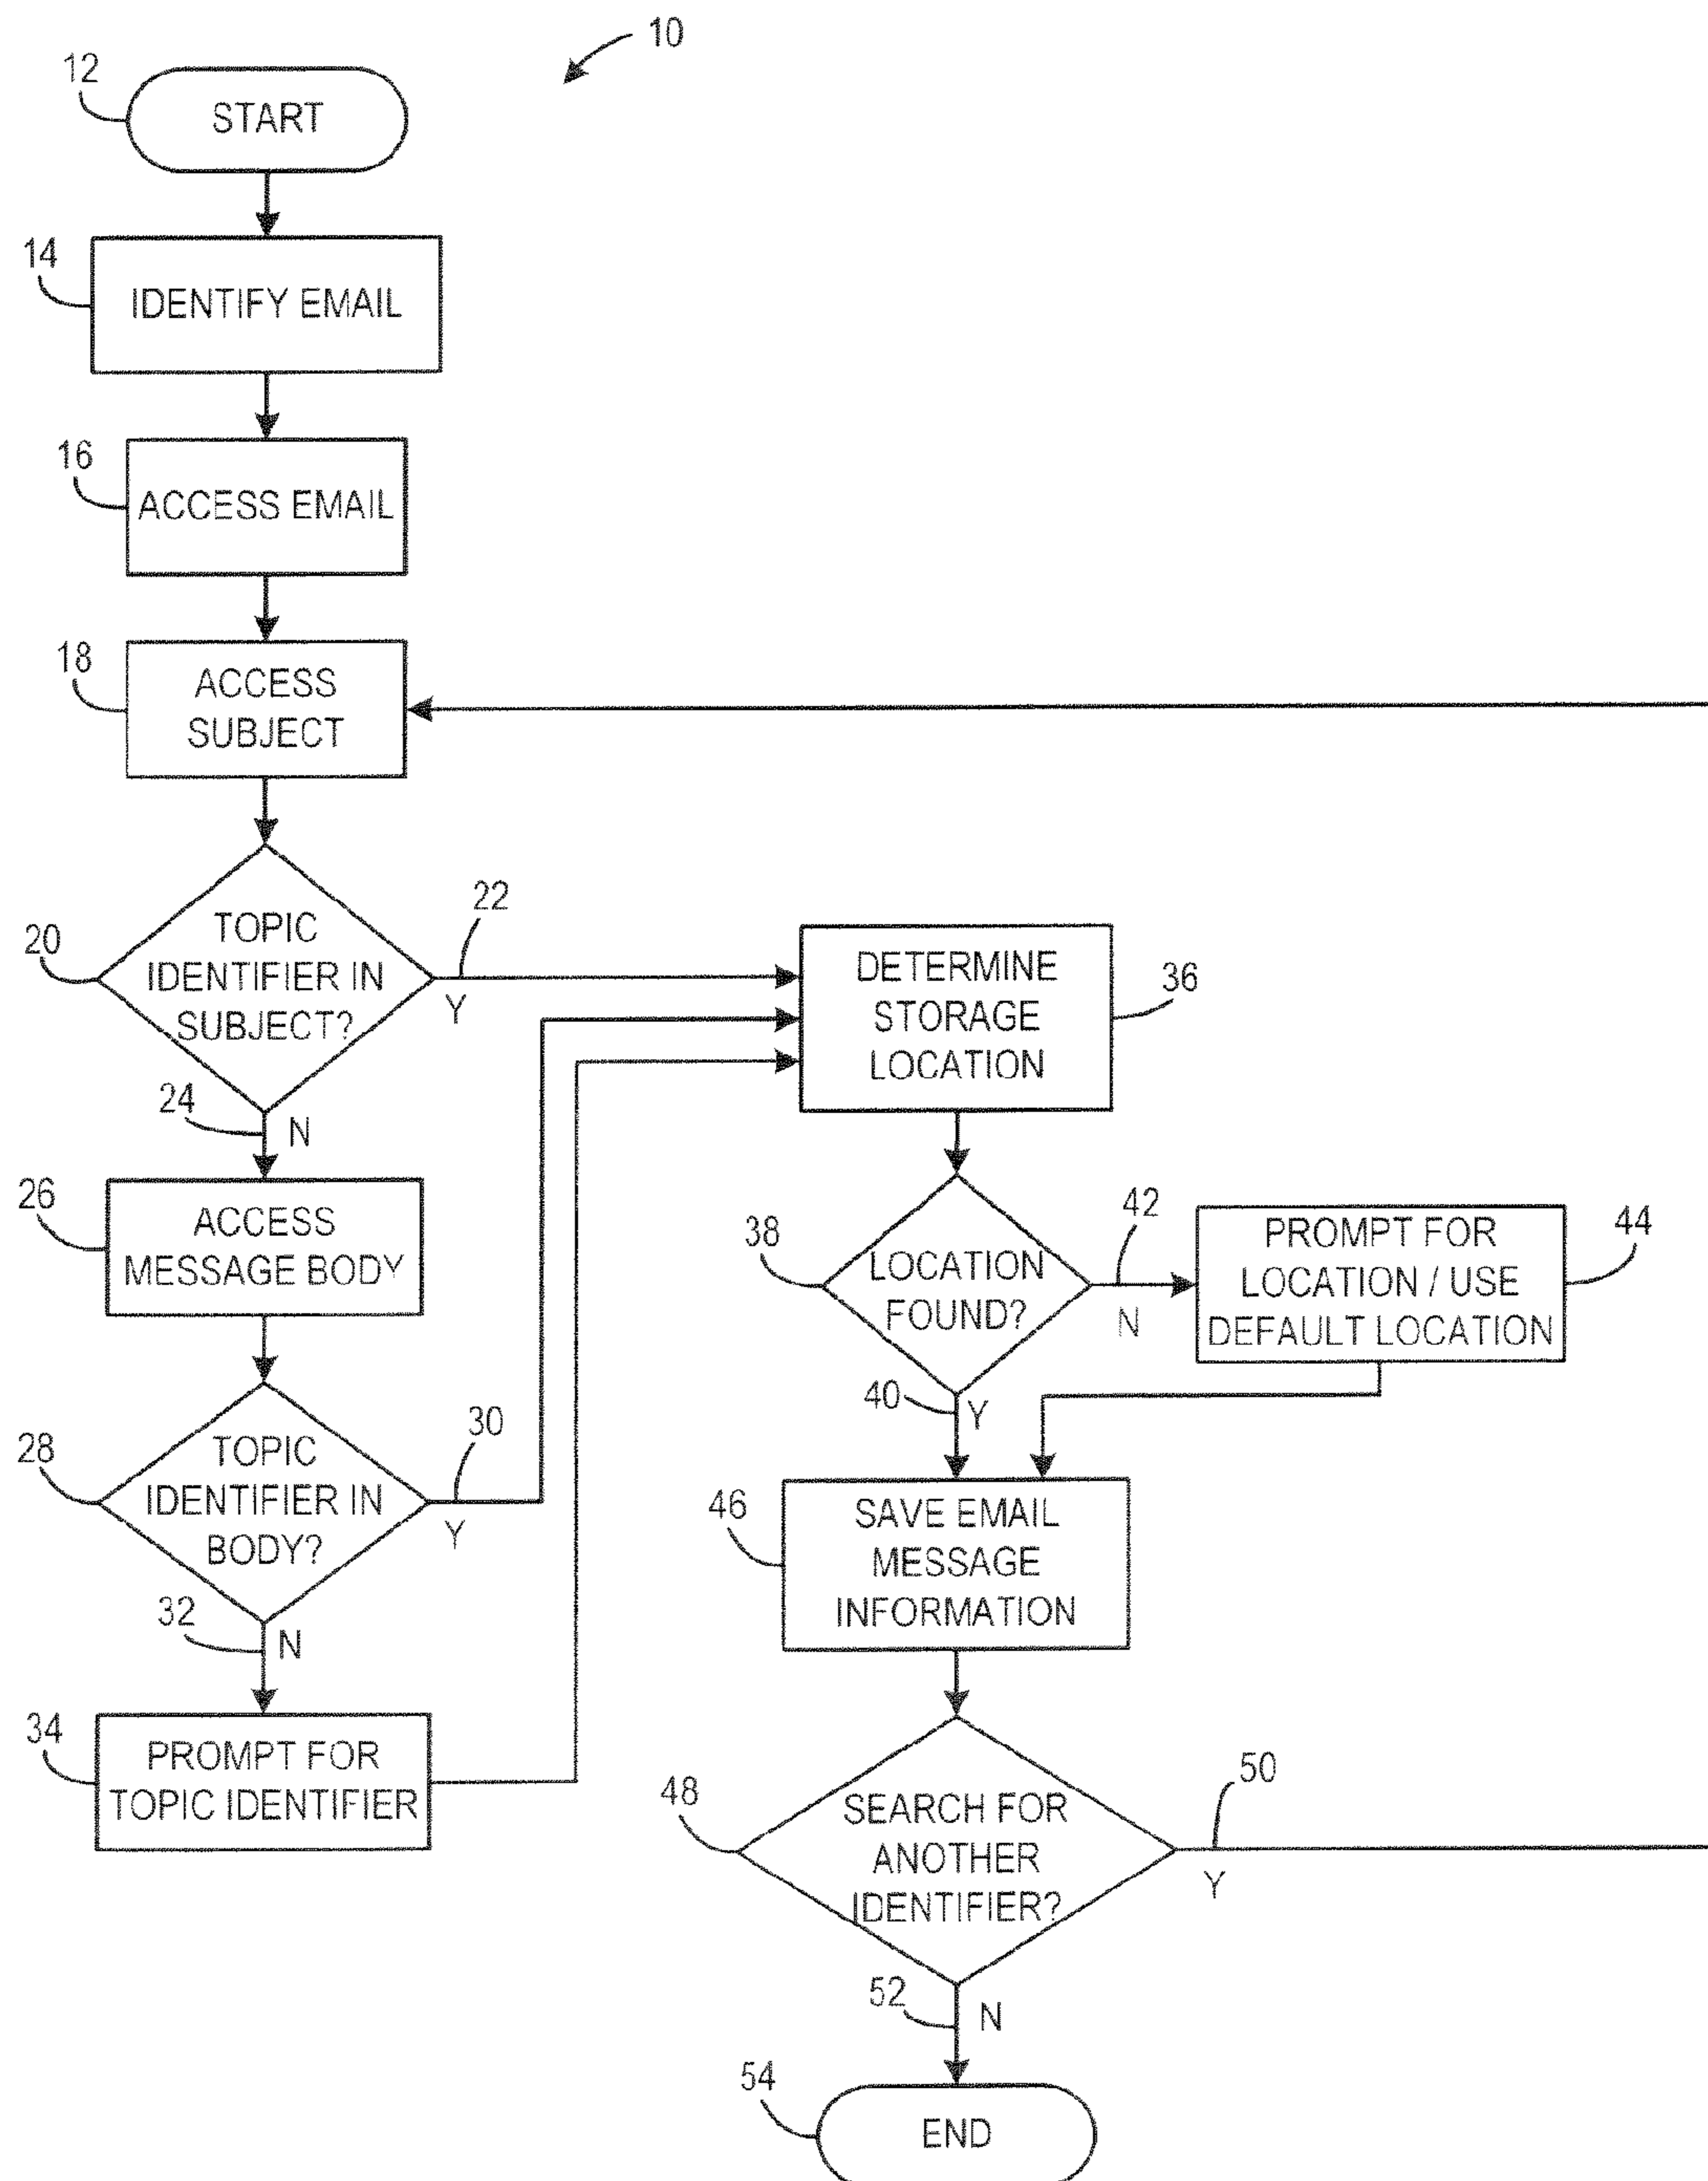 10
12
START
14
IDENTIFY EMAIL
16
ACCESS EMAIL
18
ACCESS
SUBJECT
20
TOPIC
IDENTIFIER IN
SUBJECT?
22
Y
24
N
26
ACCESS
MESSAGE BODY
28
TOPIC
IDENTIFIER IN
BODY?
30
Y
32
N
34
PROMPT FOR
TOPIC IDENTIFIER
DETERMINE
STORAGE
LOCATION
36
38
LOCATION
FOUND?
42
N
PROMPT FOR
LOCATION / USE
DEFAULT LOCATION
44
40
Y
46
SAVE EMAIL
MESSAGE
INFORMATION
48
SEARCH FOR
ANOTHER
IDENTIFIER?
50
Y
52
N
54
END